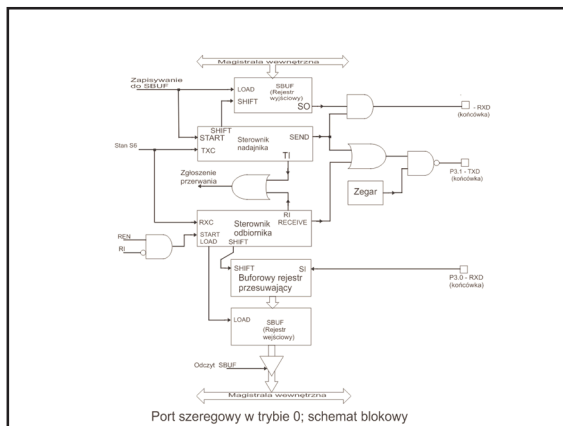 Magistrala wewnętrzna
Zapisywanie
do SBUF
LOAD
SBUF
(Rejestr
wyjściowy)
SHIFT
SO
- RXD
(końcówka)
SHIFT
START
Sterownik
nadajnika
SEND
Stan S6
TXC
TI
Zgłoszenie
przerwania
P3.1 - TXD
(końcówka)
Zegar
RI
RXC
Sterownik
odbiornika
RECEIVE
REN
START
LOAD
SHIFT
RI
SHIFT
SI
Buforowy rejestr
przesuwający
P3.0 - RXD
(końcówka)
LOAD
SBUF
(Rejestr
wejściowy)
Odczyt SBUF
Magistrala wewnętrzna
Port szeregowy w trybie 0; schemat blokowy